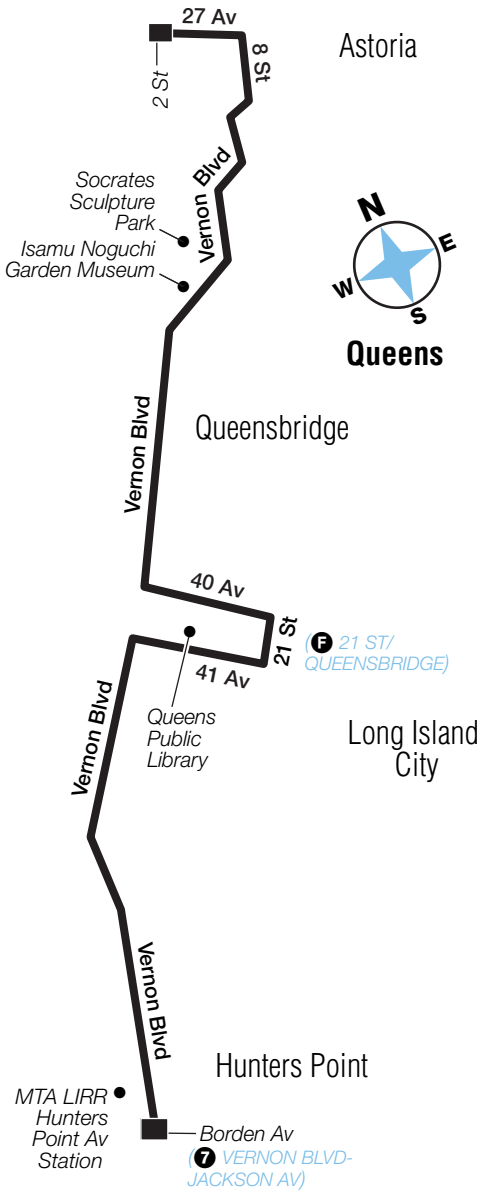 27 Av
8 St
2 St
Astoria
Vernon Blvd
Socrates
Sculpture
Park
Isamu Noguchi
Garden Museum
N
E
W
S
Queens
Vernon Blvd
Queensbridge
40 Av
21 St
(F 21 ST/
QUEENSBRIDGE)
41 Av
Queens
Public
Library
Vernon Blvd
Long Island
City
Vernon Blvd
Hunters Point
MTA LIRR
Hunters
Point Av
Station
Borden Av
(7 VERNON BLVD-
JACKSON AV)